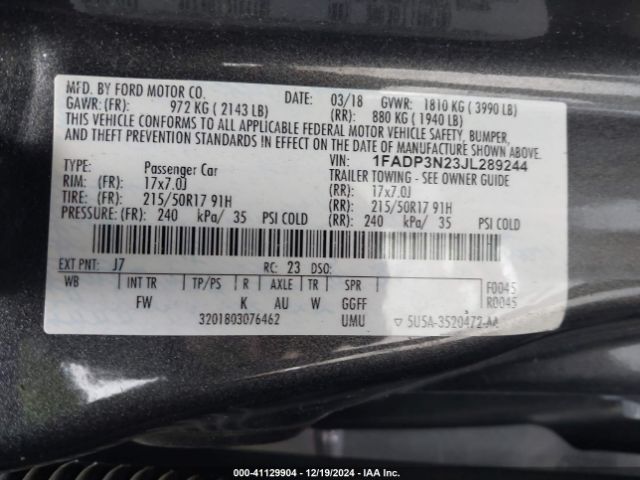 MFD. BY FORD MOTOR CO.
DATE: 03/18 GVWR: 1810 KG ( 3990 LB)
GAWR: (FR): 972 KG ( 2143 LB) (RR): 880 KG ( 1940 LB)
THIS VEHICLE CONFORMS TO ALL APPLICABLE FEDERAL MOTOR VEHICLE SAFETY, BUMPER,
AND THEFT PREVENTION STANDARDS IN EFFECT ON THE DATE OF MANUFACTURE SHOWN ABOVE.
VIN: 1FADP3N23JL289244
TYPE: Passenger Car TRAILER TOWING - SEE OWNER GUIDE
RIM: (FR): 17x7.0J (RR): 17x7.0J
TIRE: (FR): 215/50R17 91H (RR): 215/50R17 91H
PRESSURE: (FR): 240 kPa/ 35 PSI COLD (RR): 240 kPa/ 35 PSI COLD
EXT PNT: J7 RC: 23 DSO:
WB INT TR TP/PS R AXLE TR SPR F0045
FW K AU W GGFF R0045
3201803076462 UMU ▽ 5U5A-3520472-AA
000-41129904 - 12/19/2024 - IAA Inc.